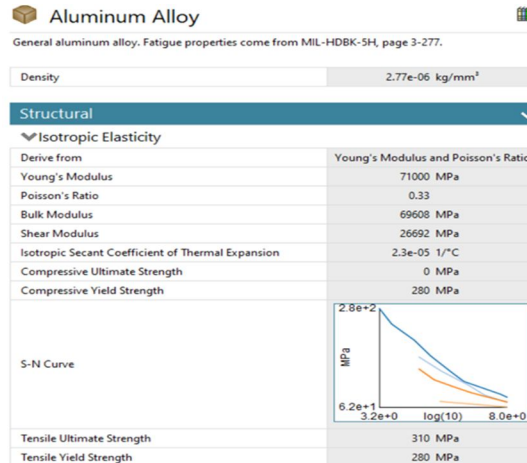 Aluminum Alloy
General aluminum alloy. Fatigue properties come from MIL-HDBK-5H, page 3-277.
Density 2.77e-06 kg/mm³
Structural
Isotropic Elasticity
Derive from Young's Modulus and Poisson's Ratio
Young's Modulus 71000 MPa
Poisson's Ratio 0.33
Bulk Modulus 69608 MPa
Shear Modulus 26692 MPa
Isotropic Secant Coefficient of Thermal Expansion 2.3e-05 1/°C
Compressive Ultimate Strength 0 MPa
Compressive Yield Strength 280 MPa
S-N Curve
2.8e+2
MPa
6.2e+1
3.2e+0 log(10) 8.0e+0
Tensile Ultimate Strength 310 MPa
Tensile Yield Strength 280 MPa